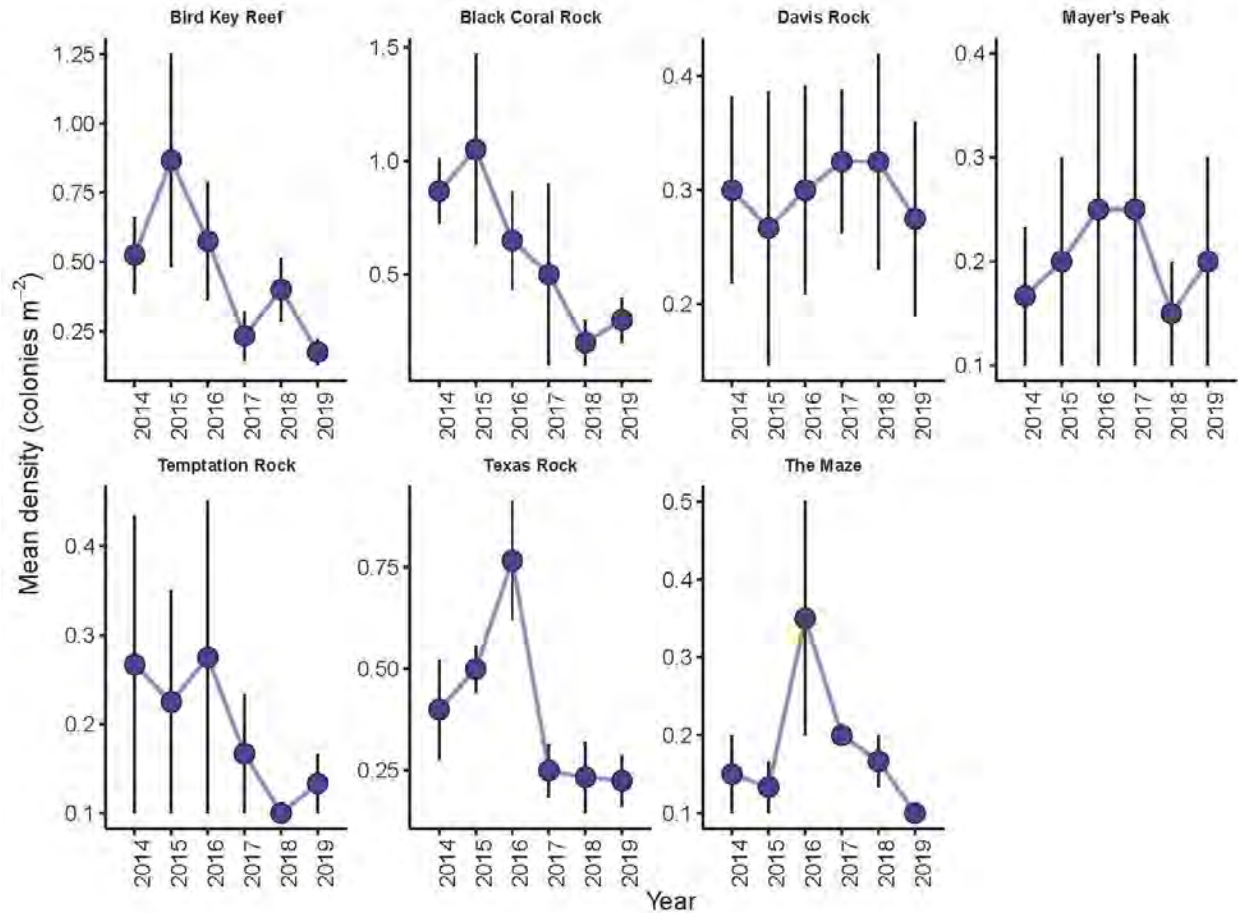 Bird Key Reef
Black Coral Rock
Davis Rock
Mayer's Peak
Mean density (colonies m⁻²)
1.25
1.00
0.75
0.50
0.25
2014 2015 2016 2017 2018 2019
1.5
1.0
0.5
2014 2015 2016 2017 2018 2019
0.4
0.3
0.2
2014 2015 2016 2017 2018 2019
0.4
0.3
0.2
0.1
2014 2015 2016 2017 2018 2019
Temptation Rock
Texas Rock
The Maze
0.4
0.3
0.2
0.1
2014 2015 2016 2017 2018 2019
0.75
0.50
0.25
2014 2015 2016 2017 2018 2019
0.5
0.4
0.3
0.2
0.1
2014 2015 2016 2017 2018 2019
Year